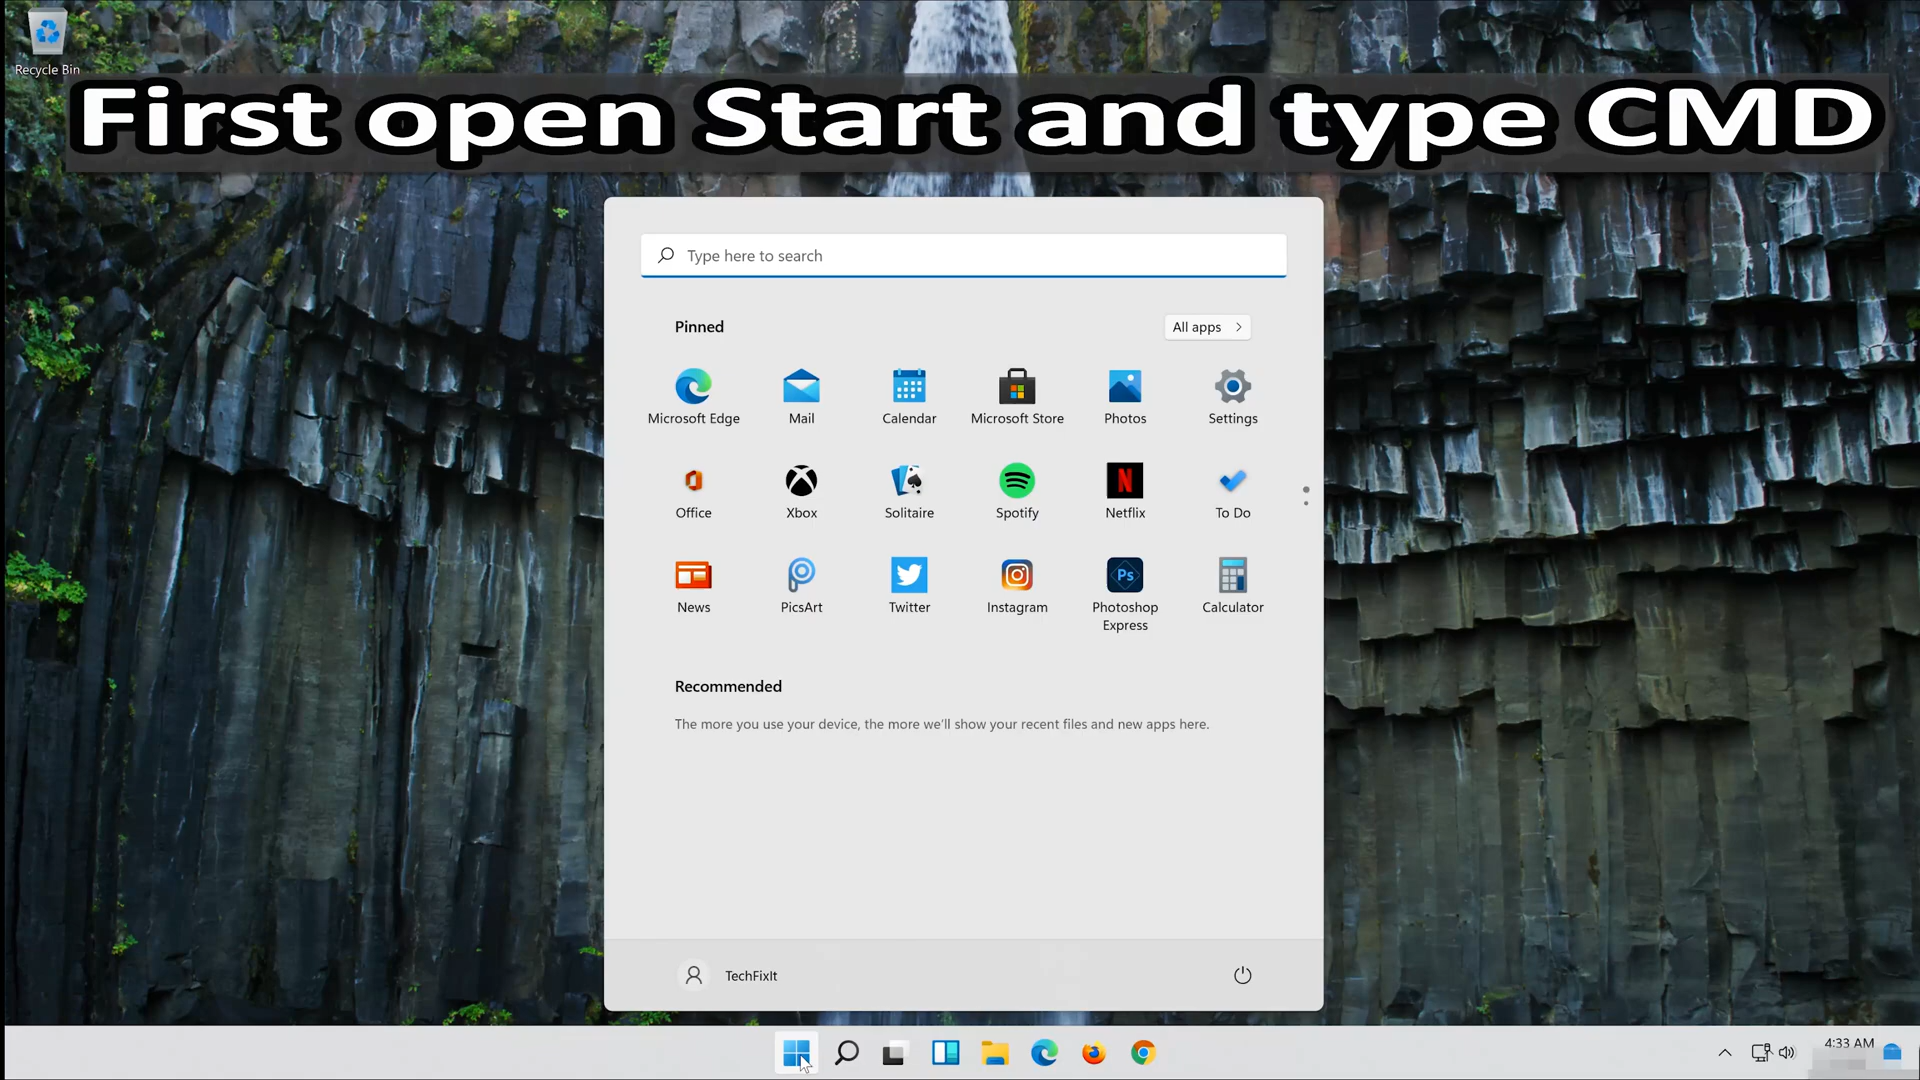 Recycle Bin
First open Start and type CMD
Type here to search
Pinned
All apps
Microsoft Edge
Mail
Calendar
Microsoft Store
Photos
Settings
Office
Xbox
Solitaire
Spotify
Netflix
To Do
News
PicsArt
Twitter
Instagram
Ps
Photoshop
Express
Calculator
Recommended
The more you use your device, the more we'll show your recent files and new apps here.
TechFixIt
4:33 AM